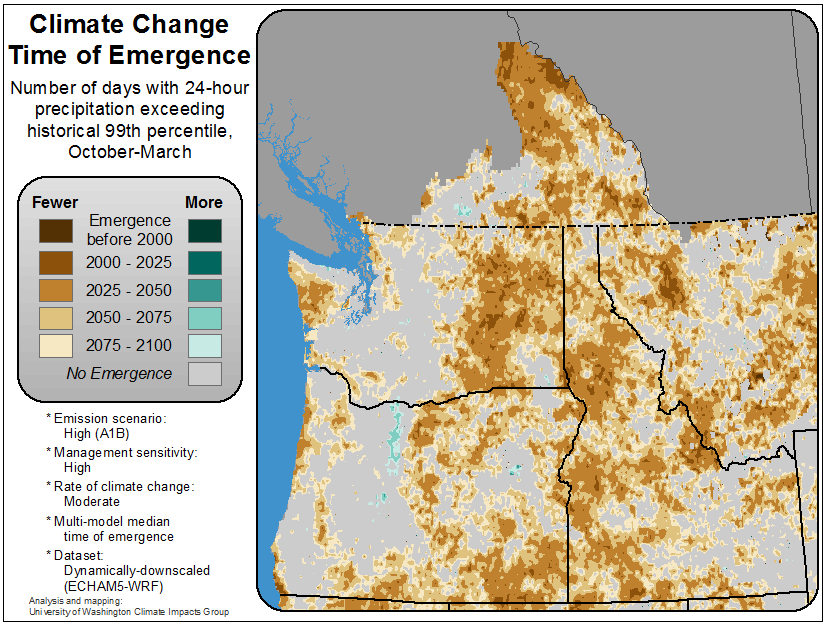 Climate Change
Time of Emergence
Number of days with 24-hour
precipitation exceeding
historical 99th percentile,
October-March
Fewer More
Emergence
before 2000
2000 - 2025
2025 - 2050
2050 - 2075
2075 - 2100
No Emergence
* Emission scenario:
High (A1B)
* Management sensitivity:
High
* Rate of climate change:
Moderate
* Multi-model median
time of emergence
* Dataset:
Dynamically-downscaled
(ECHAM5-WRF)
Analysis and mapping:
University of Washington Climate Impacts Group